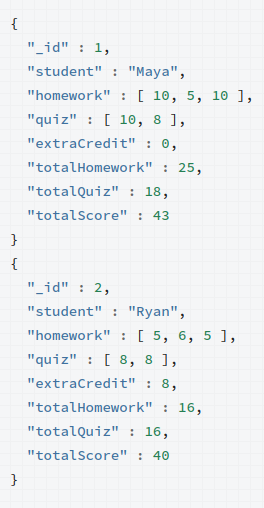 {
"_id" : 1,
"student" : "Maya",
"homework" : [ 10, 5, 10 ],
"quiz" : [ 10, 8 ],
"extraCredit" : 0,
"totalHomework" : 25,
"totalQuiz" : 18,
"totalScore" : 43
}
{
"_id" : 2,
"student" : "Ryan",
"homework" : [ 5, 6, 5 ],
"quiz" : [ 8, 8 ],
"extraCredit" : 8,
"totalHomework" : 16,
"totalQuiz" : 16,
"totalScore" : 40
}